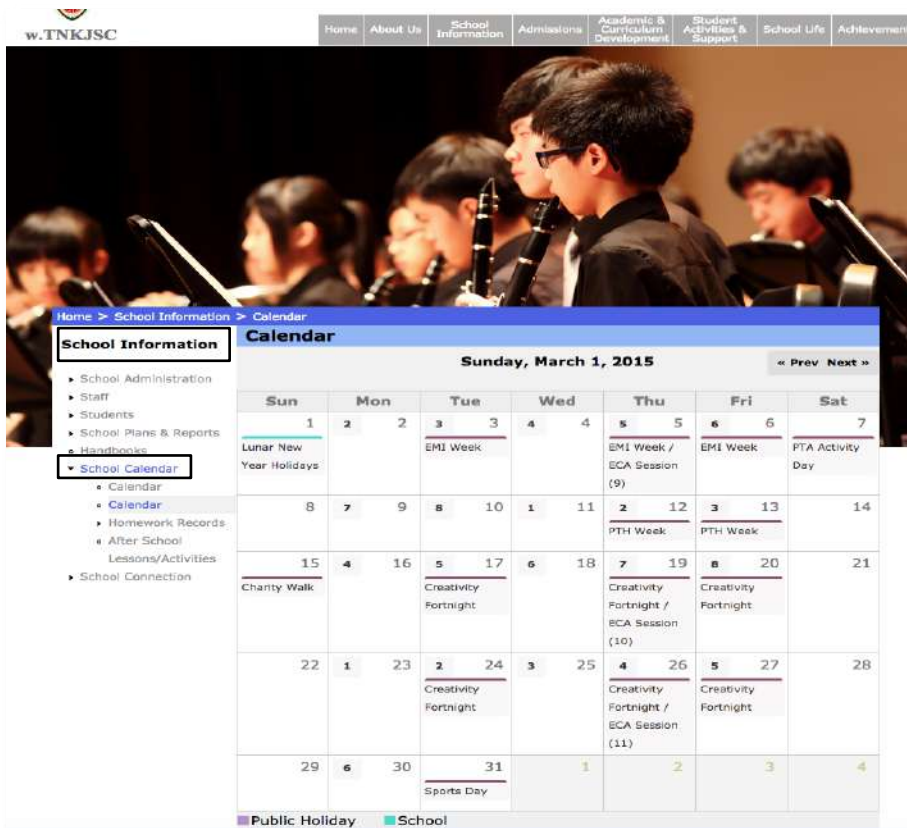 w.TNKJSC
Home About Us School Information Admissions Academic & Curriculum Development Student Activities & Support School Life Achievemen
Home > School Information > Calendar
School Information
School Administration
Staff
Students
School Plans & Reports
Handbooks
School Calendar
Calendar
Calendar
Homework Records
After School
Lessons/Activities
School Connection
Calendar
Sunday, March 1, 2015
« Prev Next »
Sun Mon Tue Wed Thu Fri Sat
1 2 2 3 3 4 4 5 5 6 6 7
Lunar New Year Holidays
EMI Week
EMI Week / ECA Session (9)
EMI Week
PTA Activity Day
8 7 9 8 10 1 11 2 12 3 13 14
PTH Week
PTH Week
15 4 16 5 17 6 18 7 19 8 20 21
Charity Walk
Creativity Fortnight
Creativity Fortnight / ECA Session (10)
Creativity Fortnight
22 1 23 2 24 3 25 4 26 5 27 28
Creativity Fortnight
Creativity Fortnight / ECA Session (11)
Creativity Fortnight
29 6 30 31 1 2 3 4
Sports Day
Public Holiday School